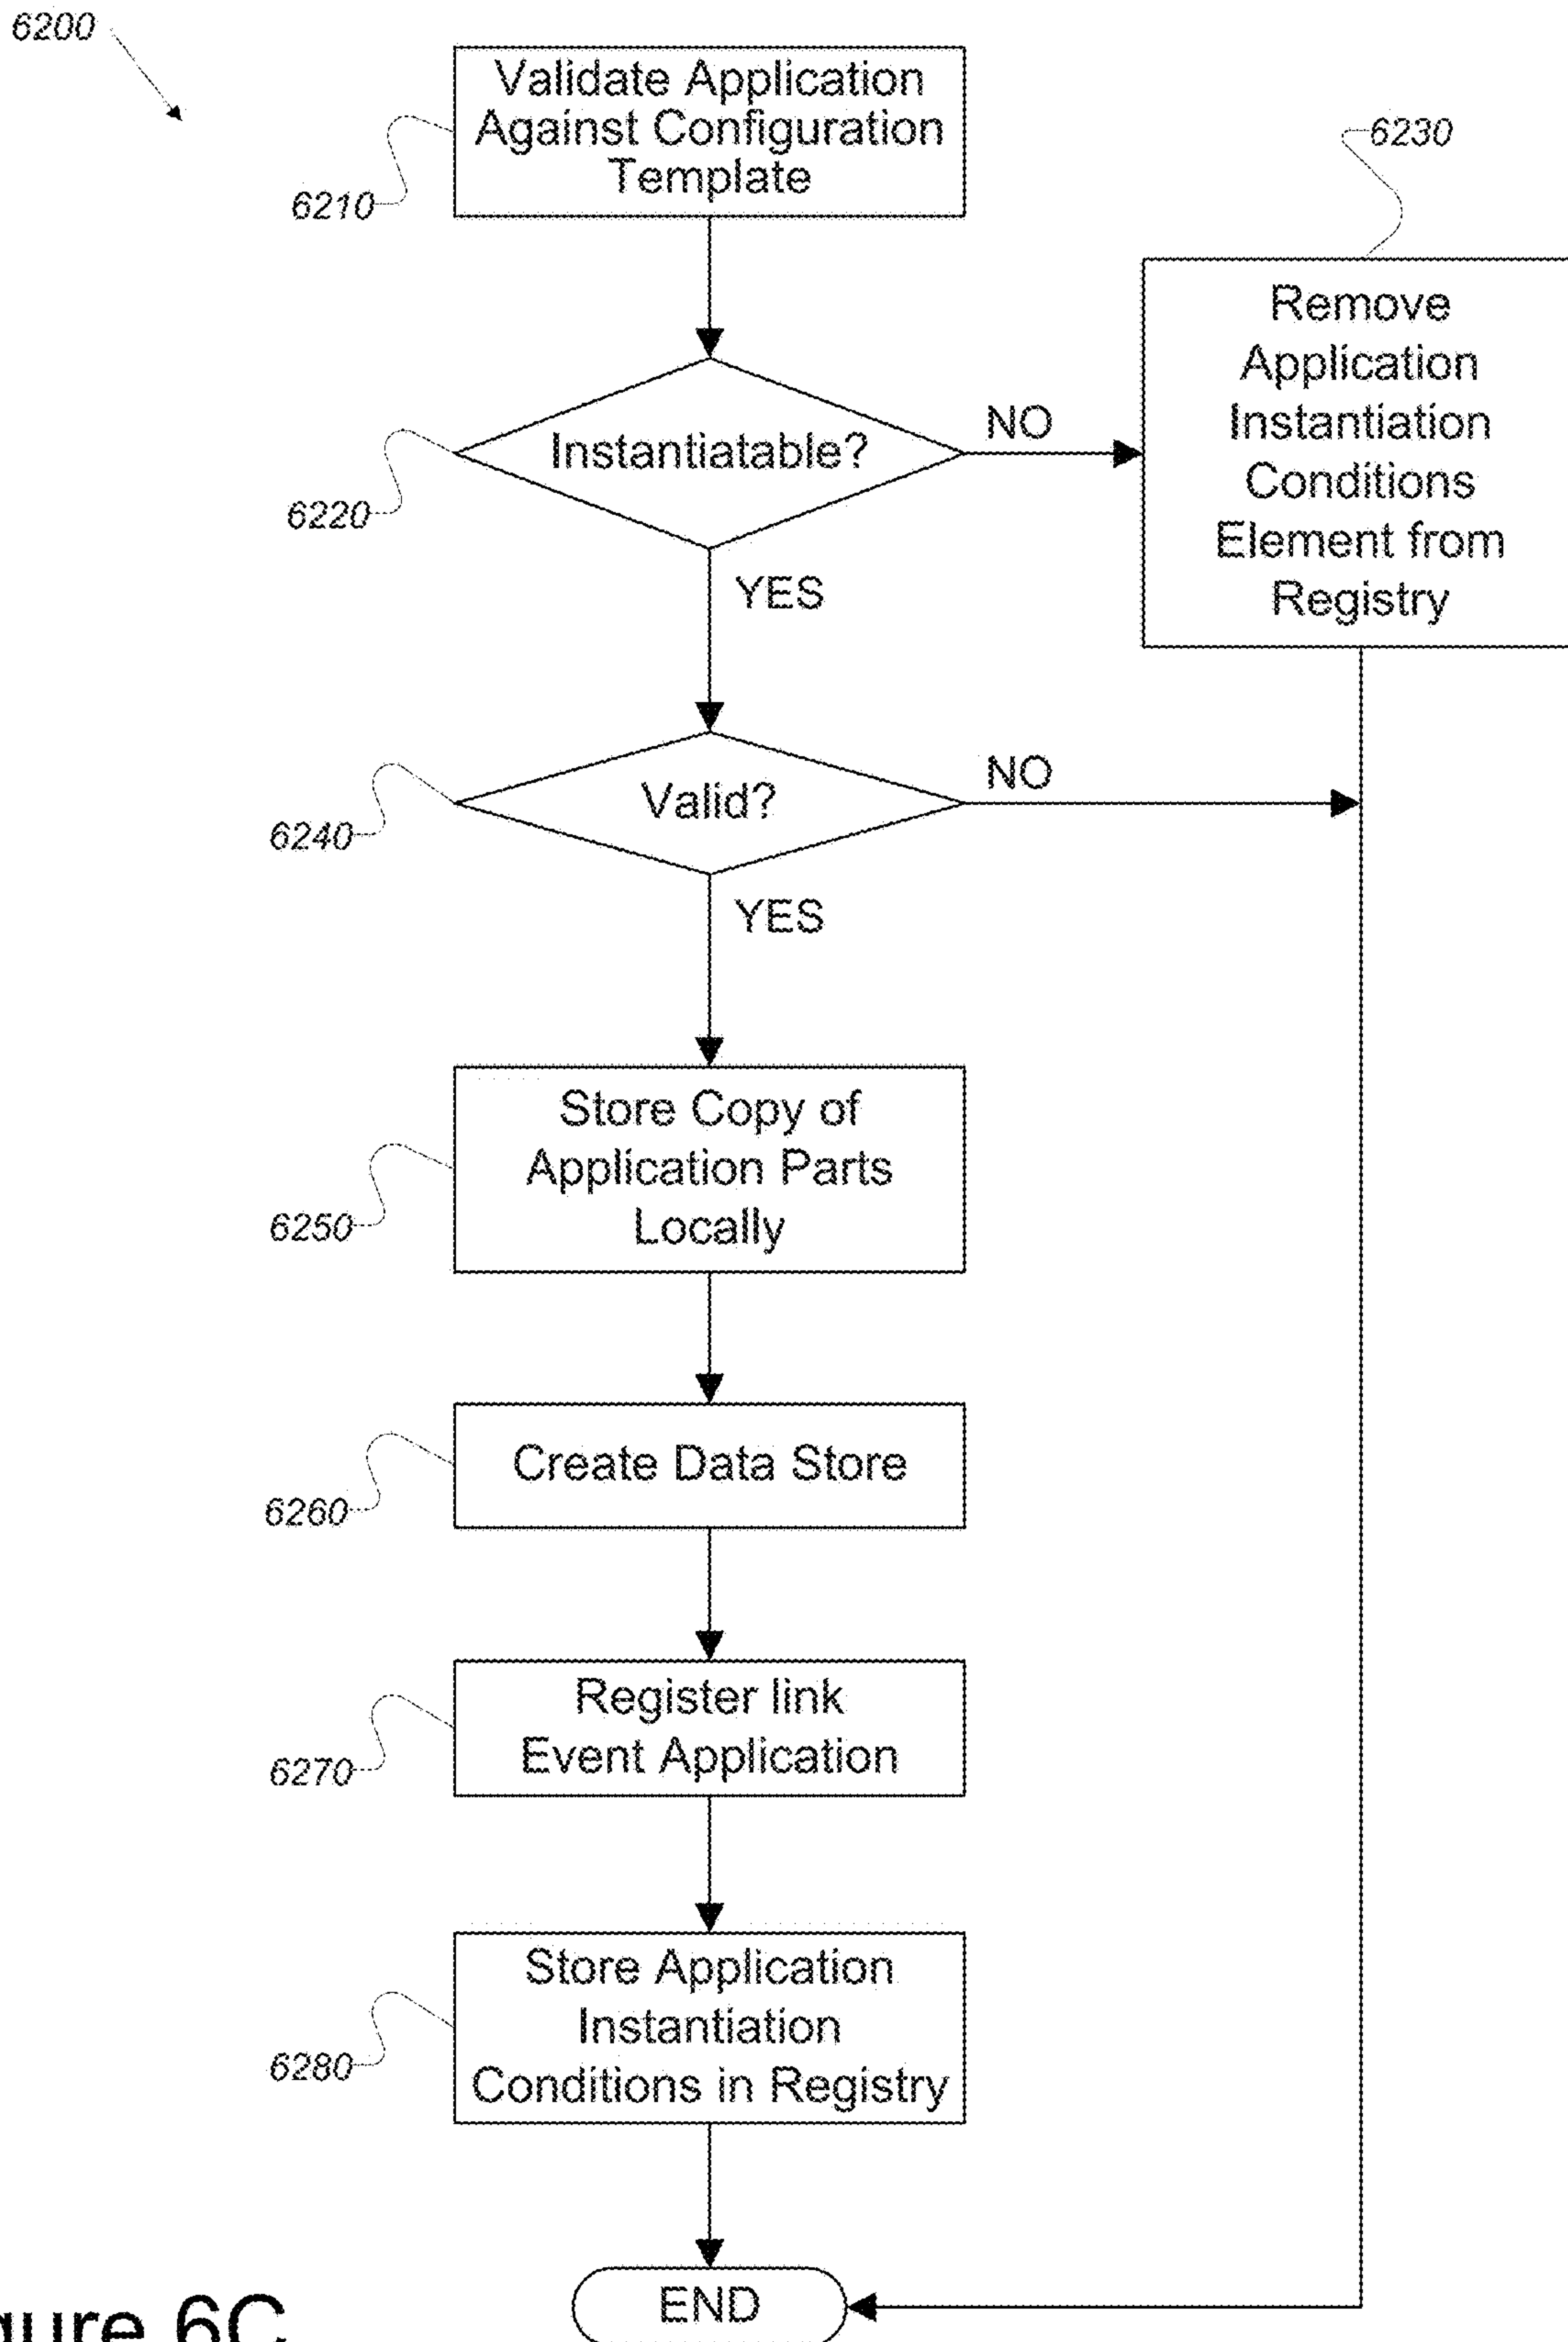 6200
Validate Application
Against Configuration
Template
6210
6230
Remove
Application
Instantiation
Conditions
Element from
Registry
Instantiatable?
NO
6220
YES
Valid?
NO
6240
YES
Store Copy of
Application Parts
Locally
6250
Create Data Store
6260
Register link
Event Application
6270
Store Application
Instantiation
Conditions in Registry
6280
END
gure 6C